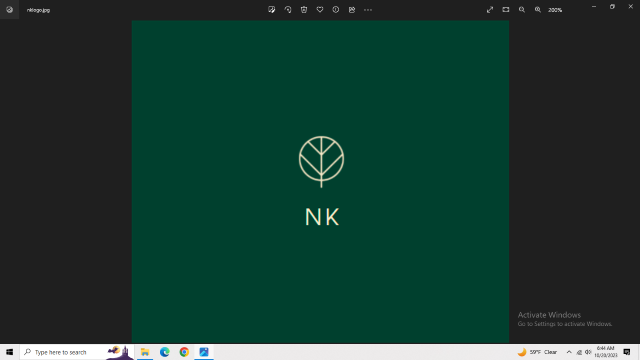 nklogo.jpg
200%
NK
Activate Windows
Go to Settings to activate Windows.
Type here to search
59°F Clear
6:44 AM
10/20/2023